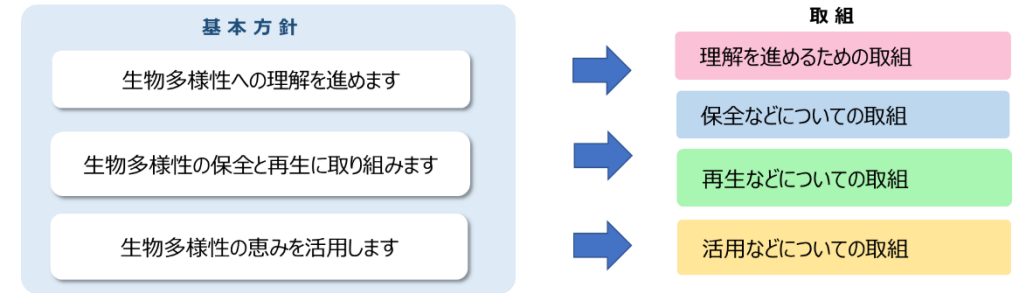 基本方針
生物多様性への理解を進めます
生物多様性の保全と再生に取り組みます
生物多様性の恵みを活用します
取組
理解を進めるための取組
保全などについての取組
再生などについての取組
活用などについての取組